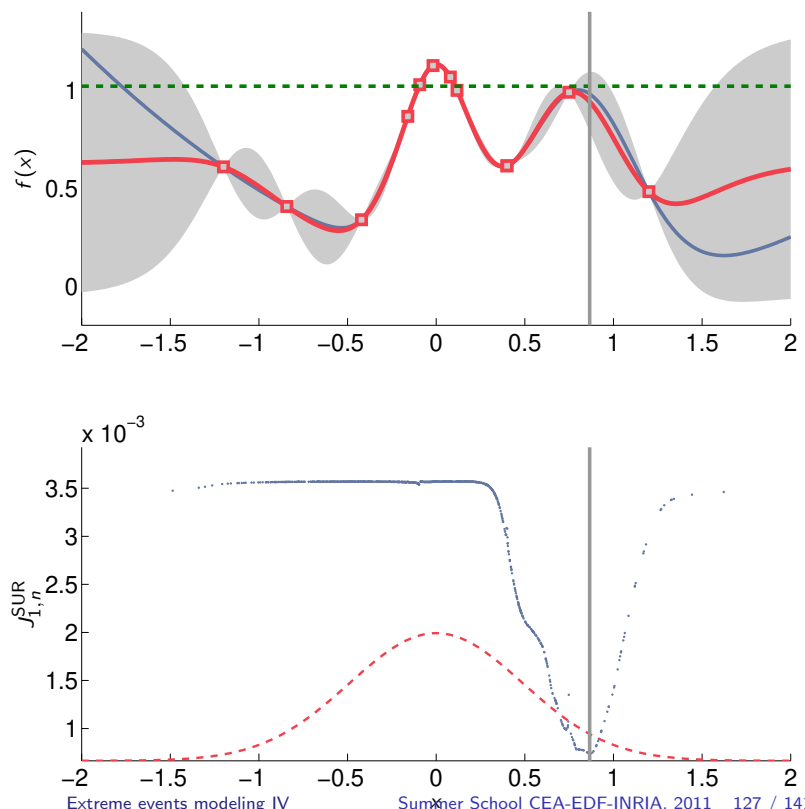 1
0.5
0
f(x)
−2 −1.5 −1 −0.5 0 0.5 1 1.5 2
x 10⁻³
3.5
3
2.5
2
1.5
1
J^SUR_1,n
−2 −1.5 −1 −0.5 0 0.5 1 1.5 2
x
Extreme events modeling IV Summer School CEA-EDF-INRIA, 2011 127 / 14